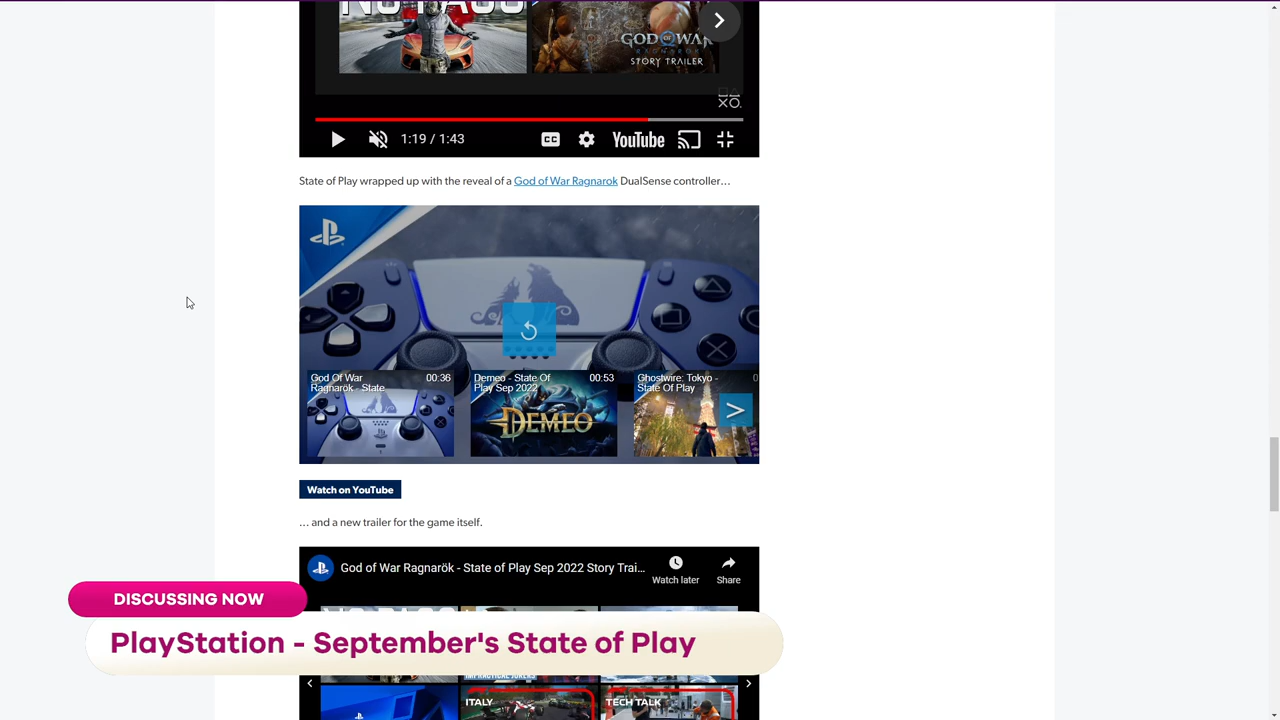 GOD OF WAR
RAGNARÖK
STORY TRAILER
1:19 / 1:43
CC
YouTube
State of Play wrapped up with the reveal of a God of War Ragnarok DualSense controller…
God Of War
Ragnarök - State
00:36
Demeo - State Of
Play Sep 2022
00:53
Ghostwire: Tokyo -
State Of Play
0
DEMEO
Watch on YouTube
… and a new trailer for the game itself.
God of War Ragnarök - State of Play Sep 2022 Story Trai...
Watch later
Share
DISCUSSING NOW
PlayStation - September's State of Play
ITALY
TECH TALK